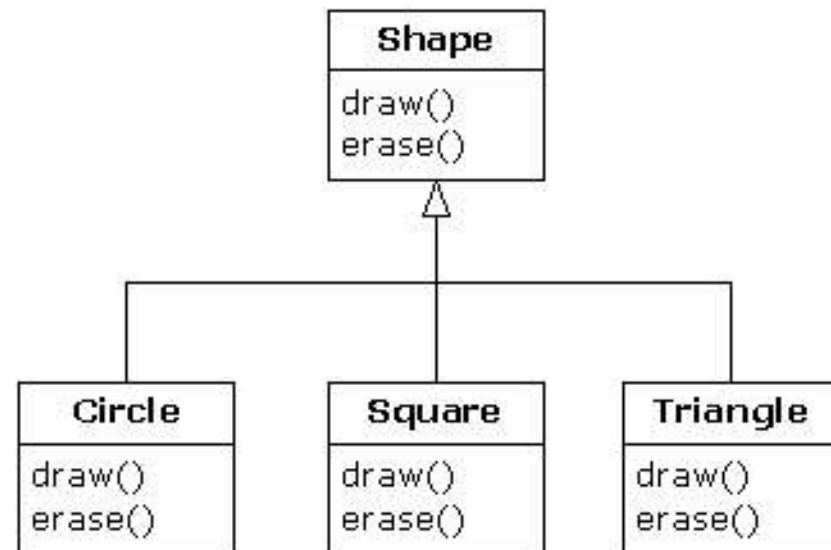 Shape
draw()
erase()
Circle
draw()
erase()
Square
draw()
erase()
Triangle
draw()
erase()